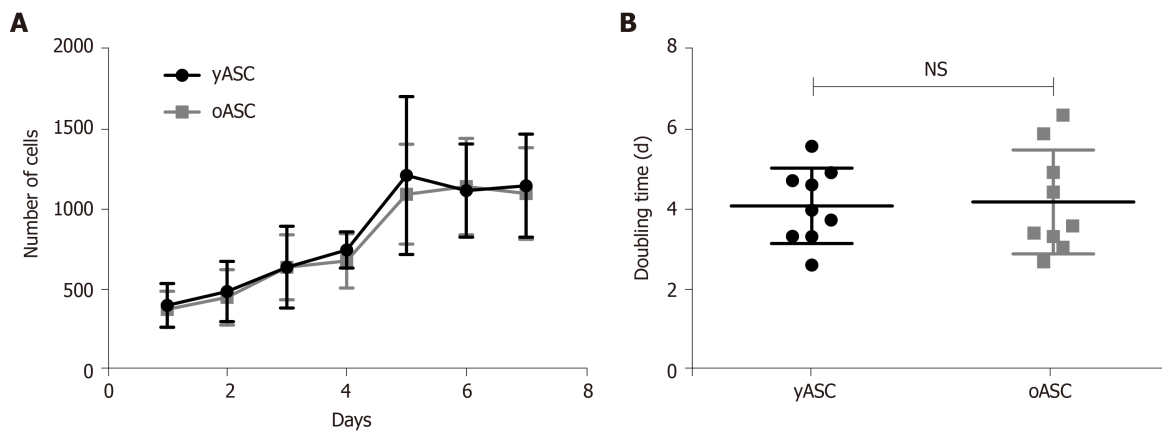 A
Number of cells
2000
1500
1000
500
0
yASC
oASC
0 2 4 6 8
Days
B
Doubling time (d)
8
6
4
2
0
NS
yASC oASC